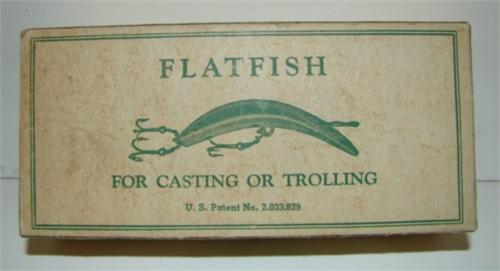 FLATFISH
FOR CASTING OR TROLLING
U. S. Patent No. 2.033.829